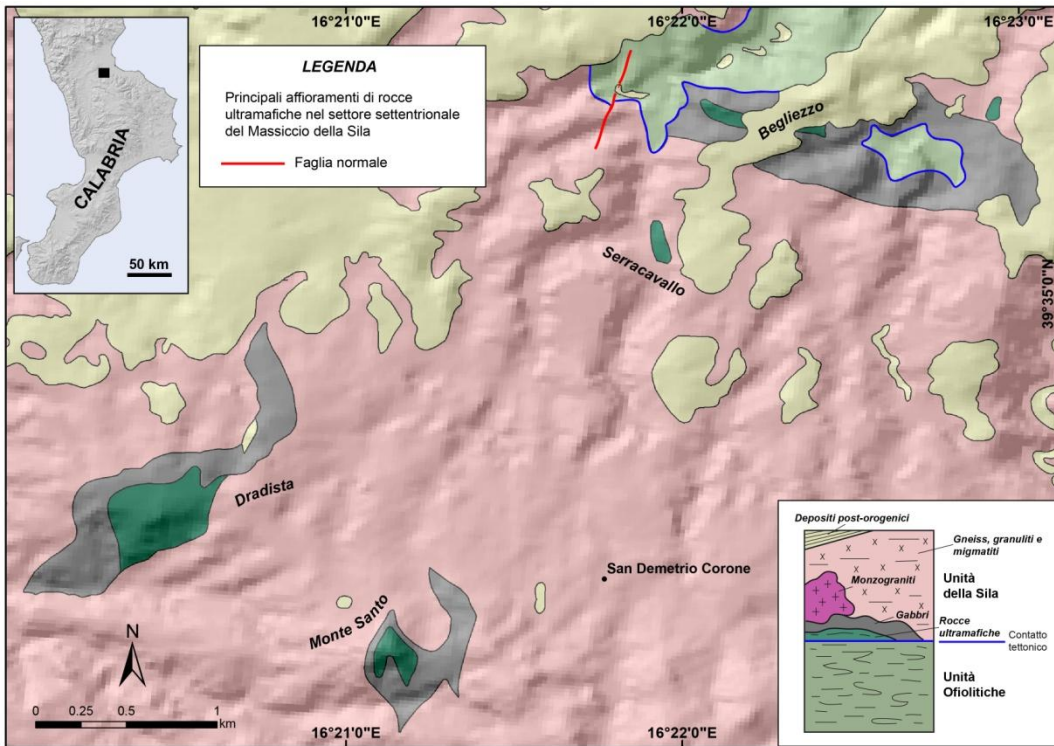 16°21'0"E
16°22'0"E
16°23'0"E
CALABRIA
50 km
LEGENDA
Principali affioramenti di rocce
ultramafiche nel settore settentrionale
del Massiccio della Sila
Faglia normale
Begliezzo
Serracavallo
39°35'0"N
Dradista
Monte Santo
San Demetrio Corone
N
0 0.25 0.5 1
km
16°21'0"E
16°22'0"E
Depositi post-orogenici
Gneiss, granuliti e
migmatiti
Monzograniti
Unità
della Sila
Gabbri
Rocce
ultramafiche
Contatto
tettonico
Unità
Ofiolitiche